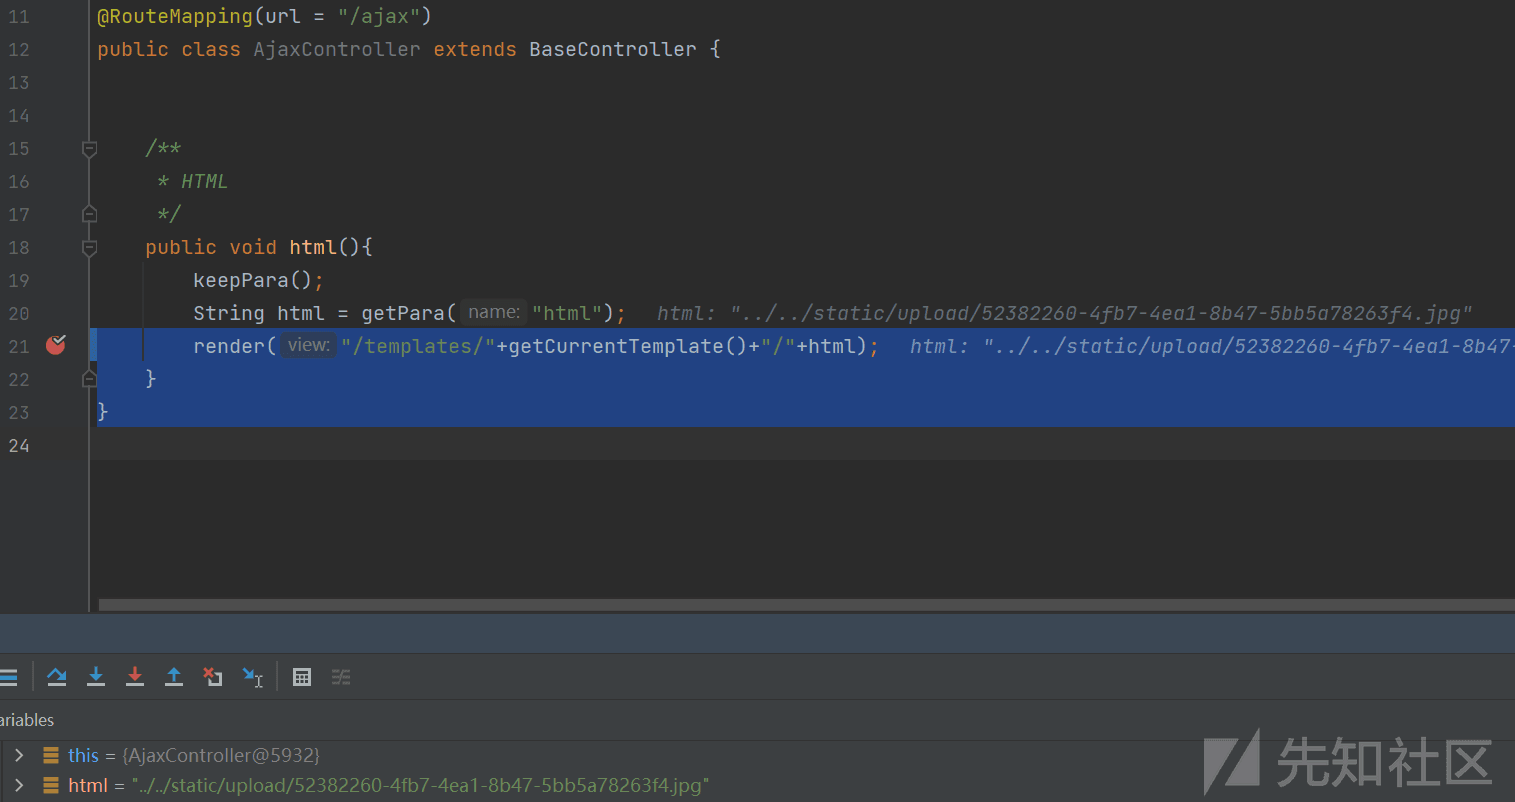 11 @RouteMapping(url = "/ajax")
12 public class AjaxController extends BaseController {
13
14
15 /**
16 * HTML
17 */
18 public void html(){
19 keepPara();
20 String html = getPara( name: "html"); html: "../../static/upload/52382260-4fb7-4ea1-8b47-5bb5a78263f4.jpg"
21 render( view: "/templates/"+getCurrentTemplate()+"/"+html); html: "../../static/upload/52382260-4fb7-4ea1-8b47-
22 }
23 }
24
ariables
this = {AjaxController@5932}
html = "../../static/upload/52382260-4fb7-4ea1-8b47-5bb5a78263f4.jpg"
先知社区